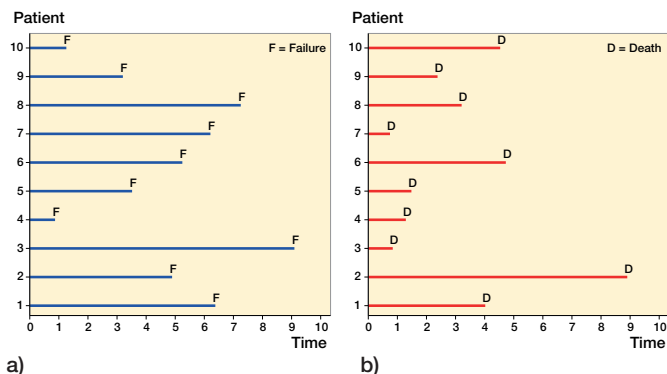 Patient
F = Failure
10 F
9 F
8 F
7 F
6 F
5 F
4 F
3 F
2 F
1 F
0 1 2 3 4 5 6 7 8 9 10
Time
a)
Patient
D = Death
10 D
9 D
8 D
7 D
6 D
5 D
4 D
3 D
2 D
1 D
0 1 2 3 4 5 6 7 8 9 10
Time
b)